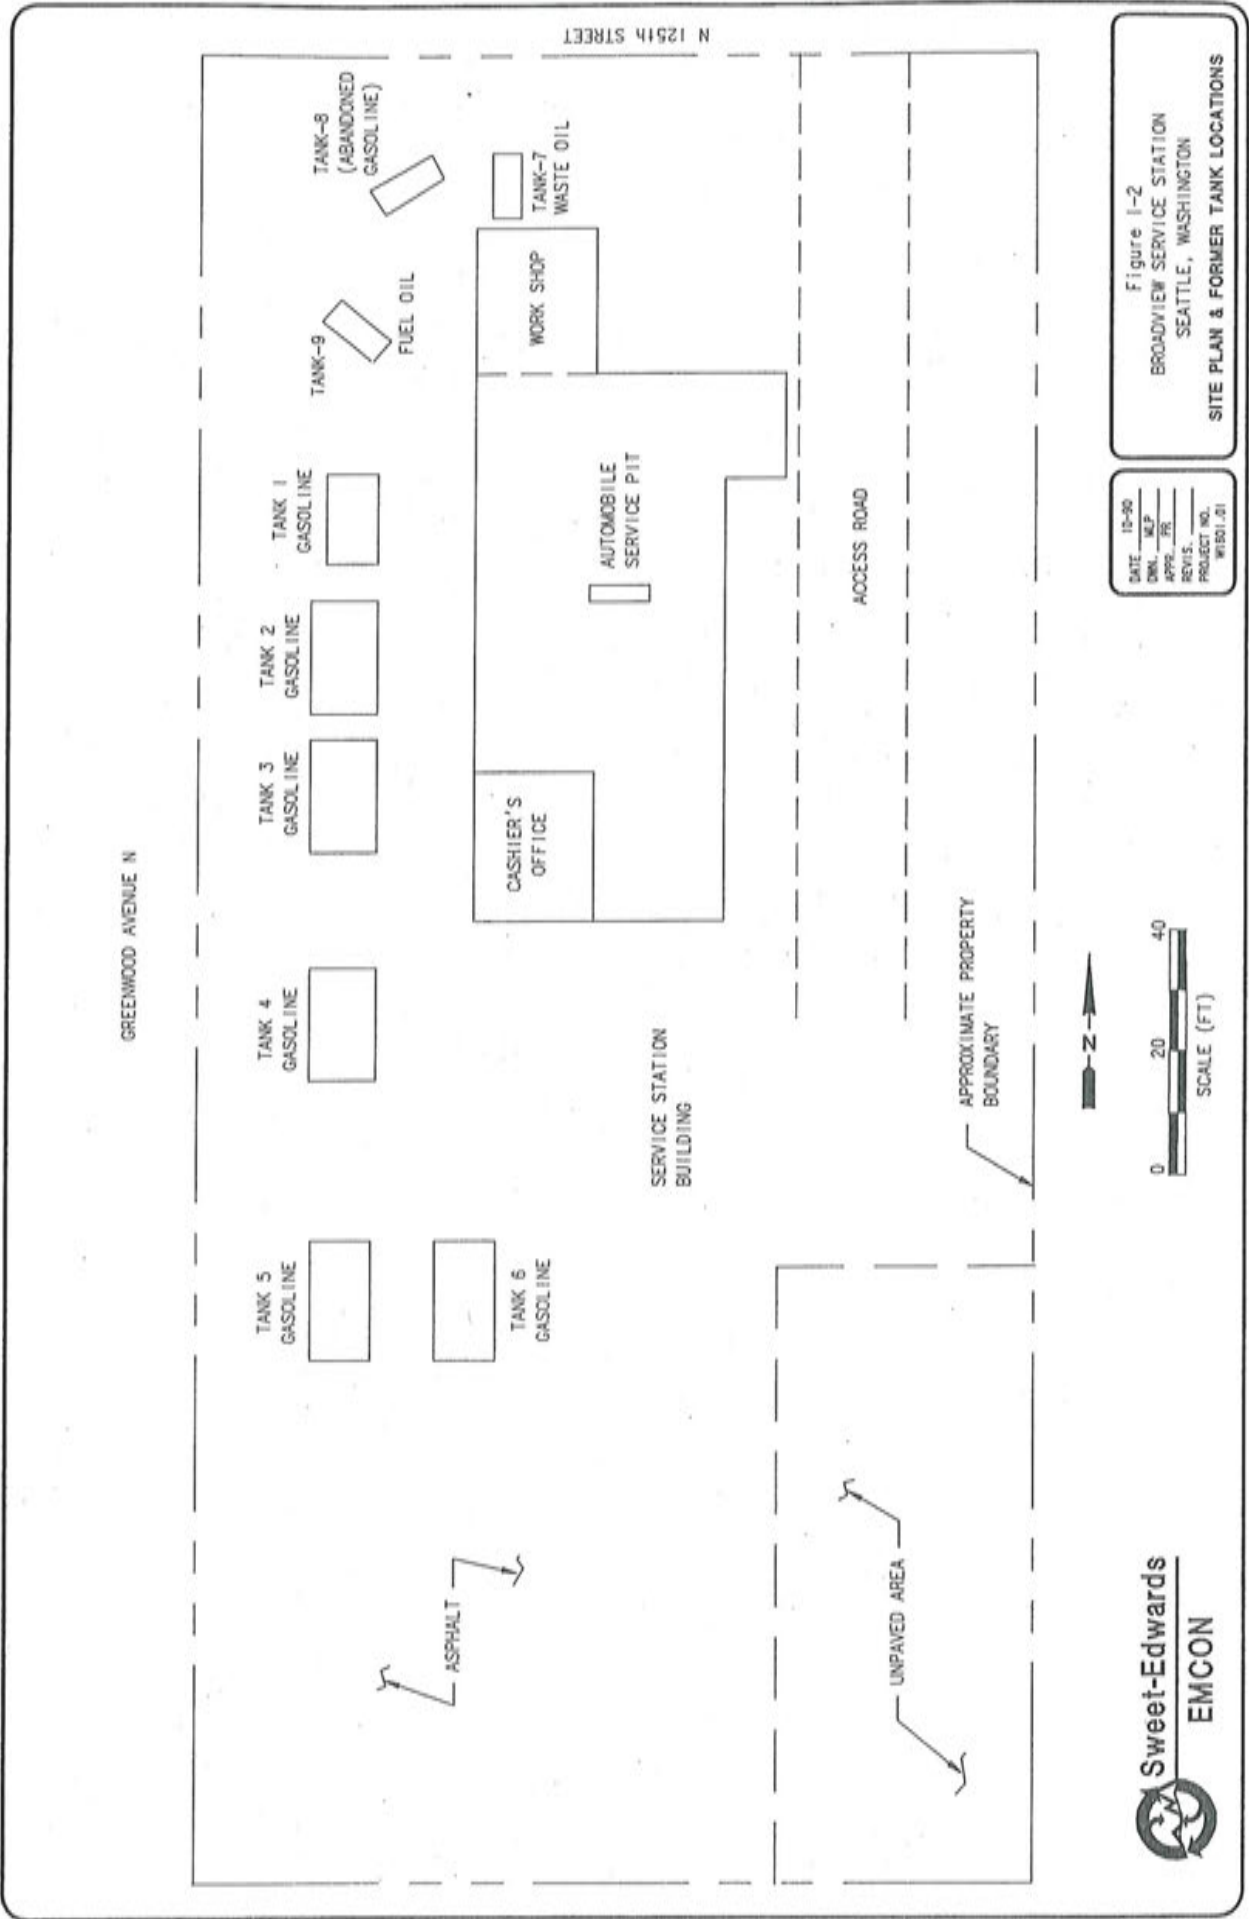 GREENWOOD AVENUE N
N 125th STREET
TANK 5
GASOLINE
TANK 4
GASOLINE
TANK 3
GASOLINE
TANK 2
GASOLINE
TANK 1
GASOLINE
TANK-9
FUEL OIL
TANK-8
(ABANDONED
GASOLINE)
TANK 6
GASOLINE
TANK-7
WASTE OIL
CASHIER'S
OFFICE
WORK SHOP
AUTOMOBILE
SERVICE PIT
SERVICE STATION
BUILDING
ASPHALT
UNPAVED AREA
ACCESS ROAD
APPROXIMATE PROPERTY
BOUNDARY
N
0 20 40
SCALE (FT)
Sweet-Edwards
EMCON
DATE 10-90
DWN. MLP
APPR. PR
REVIS.
PROJECT NO.
W1501.01
Figure 1-2
BROADVIEW SERVICE STATION
SEATTLE, WASHINGTON
SITE PLAN & FORMER TANK LOCATIONS